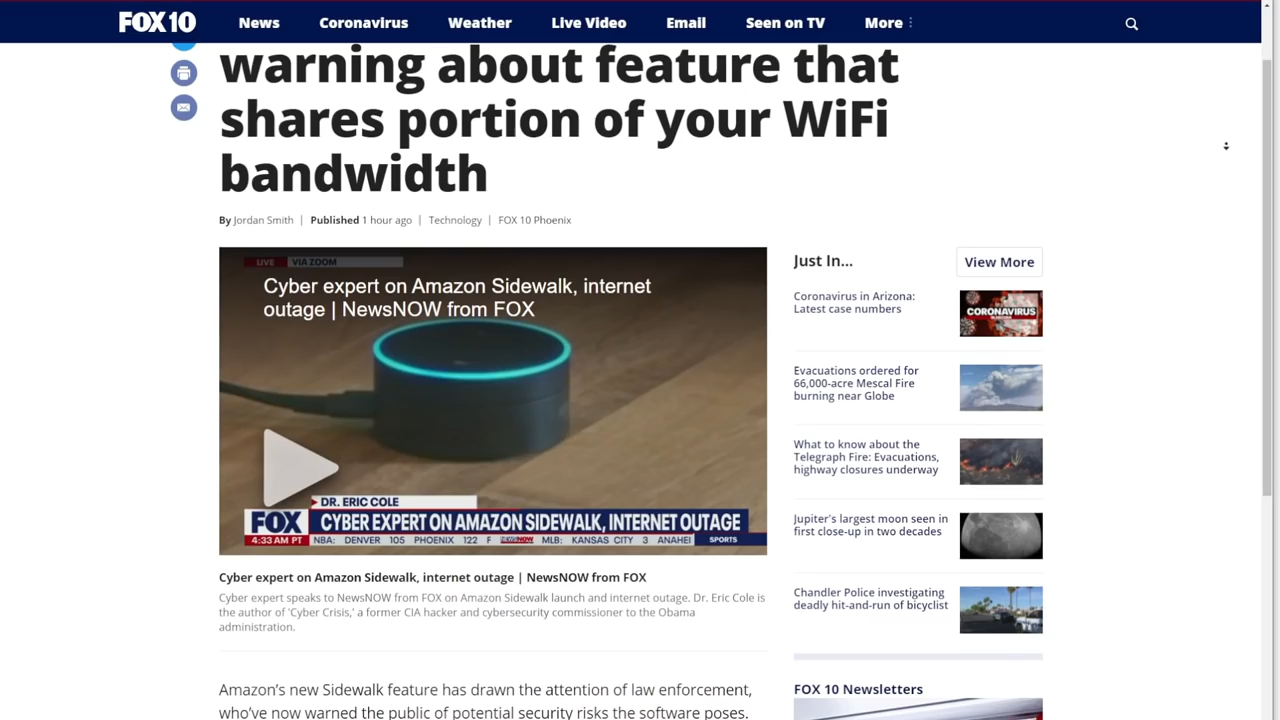 FOX 10
News
Coronavirus
Weather
Live Video
Email
Seen on TV
More
warning about feature that
shares portion of your WiFi
bandwidth
By Jordan Smith | Published 1 hour ago | Technology | FOX 10 Phoenix
LIVE VIA ZOOM
Cyber expert on Amazon Sidewalk, internet
outage | NewsNOW from FOX
DR. ERIC COLE
FOX
CYBER EXPERT ON AMAZON SIDEWALK, INTERNET OUTAGE
4:33 AM PT
NBA: DENVER 105 PHOENIX 122 F
MLB: KANSAS CITY 3 ANAHEI
SPORTS
Cyber expert on Amazon Sidewalk, internet outage | NewsNOW from FOX
Cyber expert speaks to NewsNOW from FOX on Amazon Sidewalk launch and internet outage. Dr. Eric Cole is
the author of 'Cyber Crisis,' a former CIA hacker and cybersecurity commissioner to the Obama
administration.
Amazon's new Sidewalk feature has drawn the attention of law enforcement,
who've now warned the public of potential security risks the software poses.
Just In...
View More
Coronavirus in Arizona:
Latest case numbers
CORONAVIRUS
Evacuations ordered for
66,000-acre Mescal Fire
burning near Globe
What to know about the
Telegraph Fire: Evacuations,
highway closures underway
Jupiter's largest moon seen in
first close-up in two decades
Chandler Police investigating
deadly hit-and-run of bicyclist
FOX 10 Newsletters